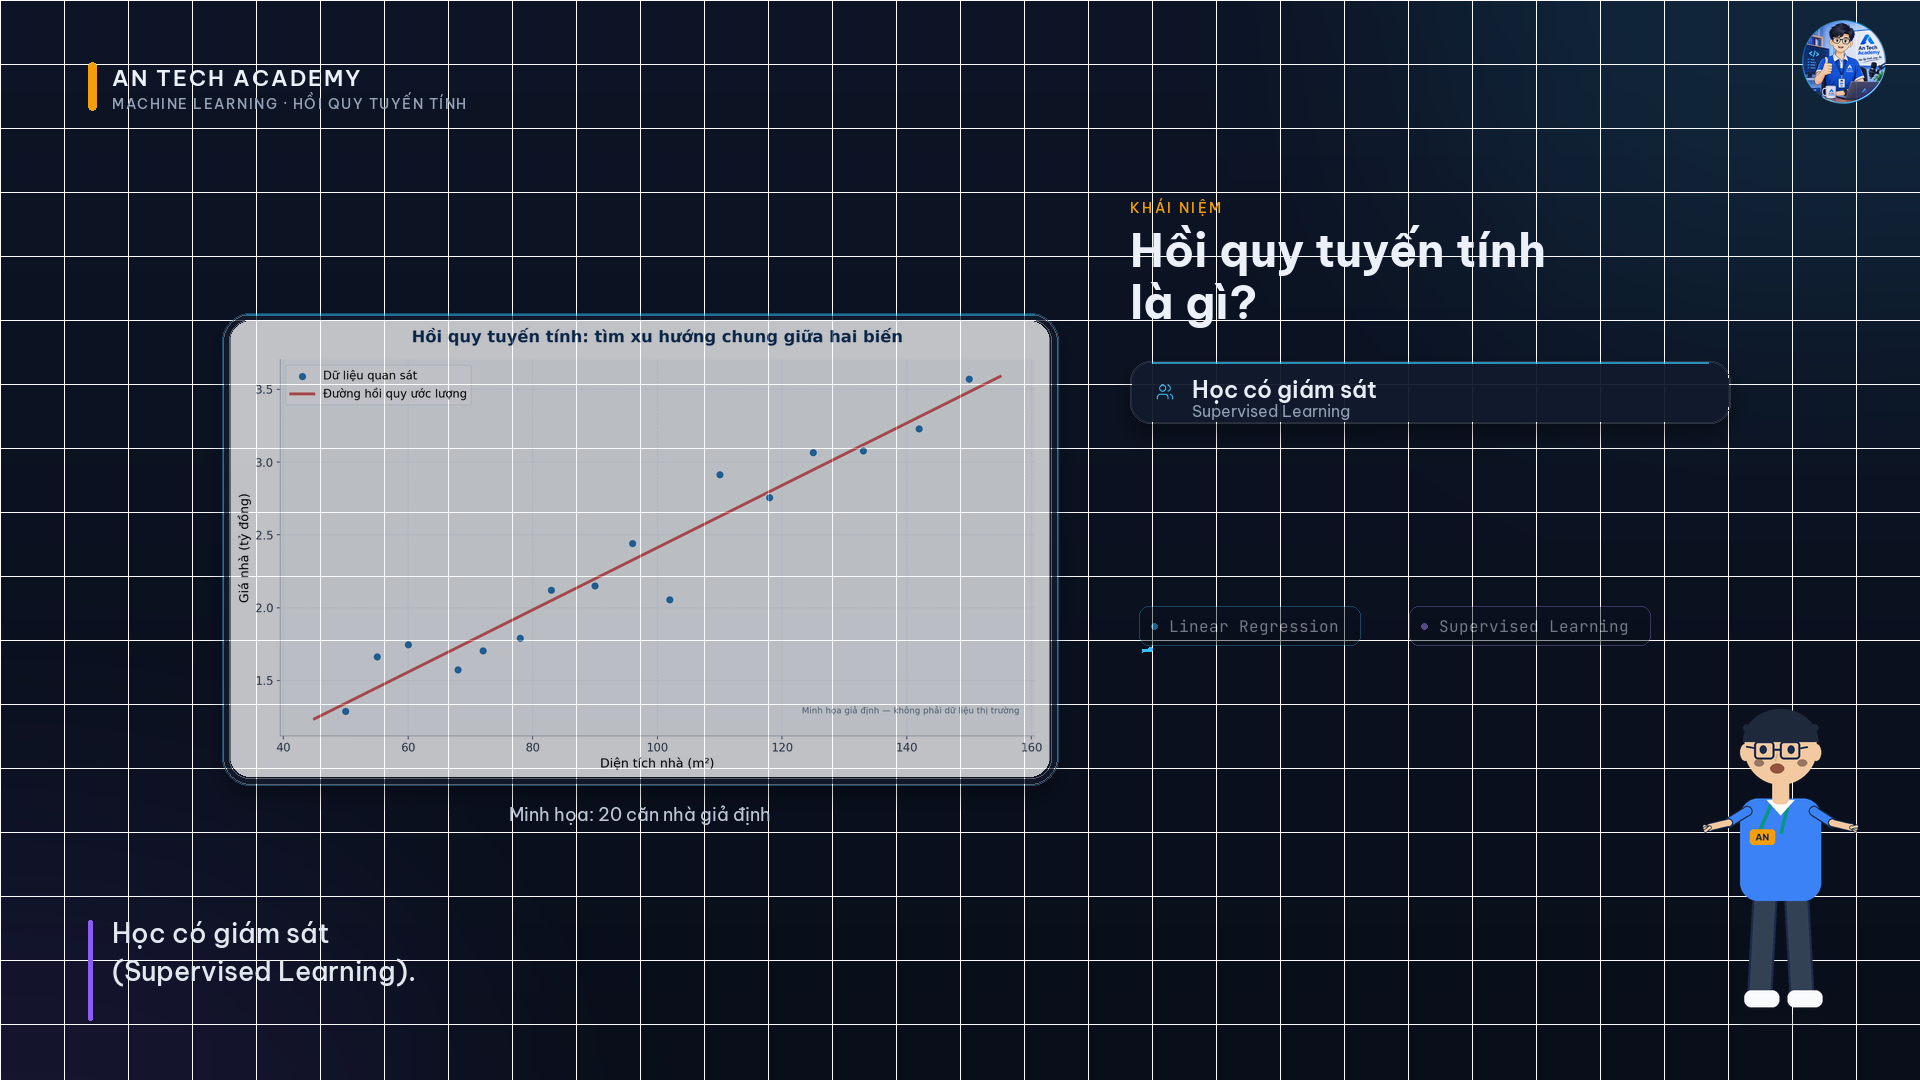 AN TECH ACADEMY
MACHINE LEARNING · HỒI QUY TUYẾN TÍNH
An Tech
Academy
KHÁI NIỆM
Hồi quy tuyến tính
là gì?
Học có giám sát
Supervised Learning
Hồi quy tuyến tính: tìm xu hướng chung giữa hai biến
Dữ liệu quan sát
Đường hồi quy ước lượng
Giá nhà (tỷ đồng)
3.5
3.0
2.5
2.0
1.5
Minh họa giả định — không phải dữ liệu thị trường
40 60 80 100 120 140 160
Diện tích nhà (m²)
Minh họa: 20 căn nhà giả định
Linear Regression
Supervised Learning
AN
Học có giám sát
(Supervised Learning).